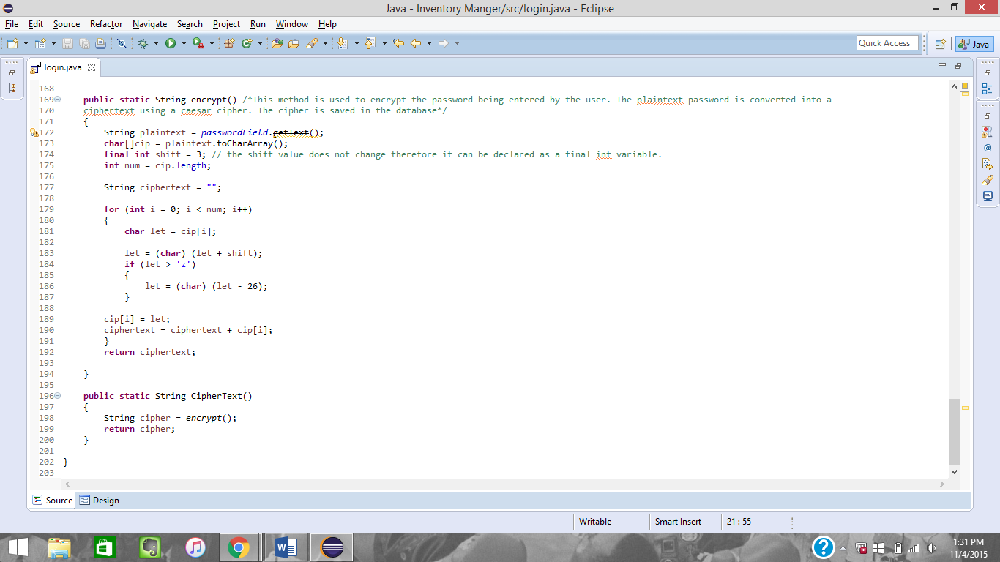 Java - Inventory Manger/src/login.java - Eclipse
File Edit Source Refactor Navigate Search Project Run Window Help
Quick Access
Java
login.java
168
169 public static String encrypt() /*This method is used to encrypt the password being entered by the user. The plaintext password is converted into a
170 ciphertext using a caesar cipher. The cipher is saved in the database*/
171 {
172 String plaintext = passwordField.getText();
173 char[]cip = plaintext.toCharArray();
174 final int shift = 3; // the shift value does not change therefore it can be declared as a final int variable.
175 int num = cip.length;
176
177 String ciphertext = "";
178
179 for (int i = 0; i < num; i++)
180 {
181 char let = cip[i];
182
183 let = (char) (let + shift);
184 if (let > 'z')
185 {
186 let = (char) (let - 26);
187 }
188
189 cip[i] = let;
190 ciphertext = ciphertext + cip[i];
191 }
192 return ciphertext;
193
194 }
195
196 public static String CipherText()
197 {
198 String cipher = encrypt();
199 return cipher;
200 }
201
202 }
203
Source Design
Writable Smart Insert 21 : 55
1:31 PM
11/4/2015